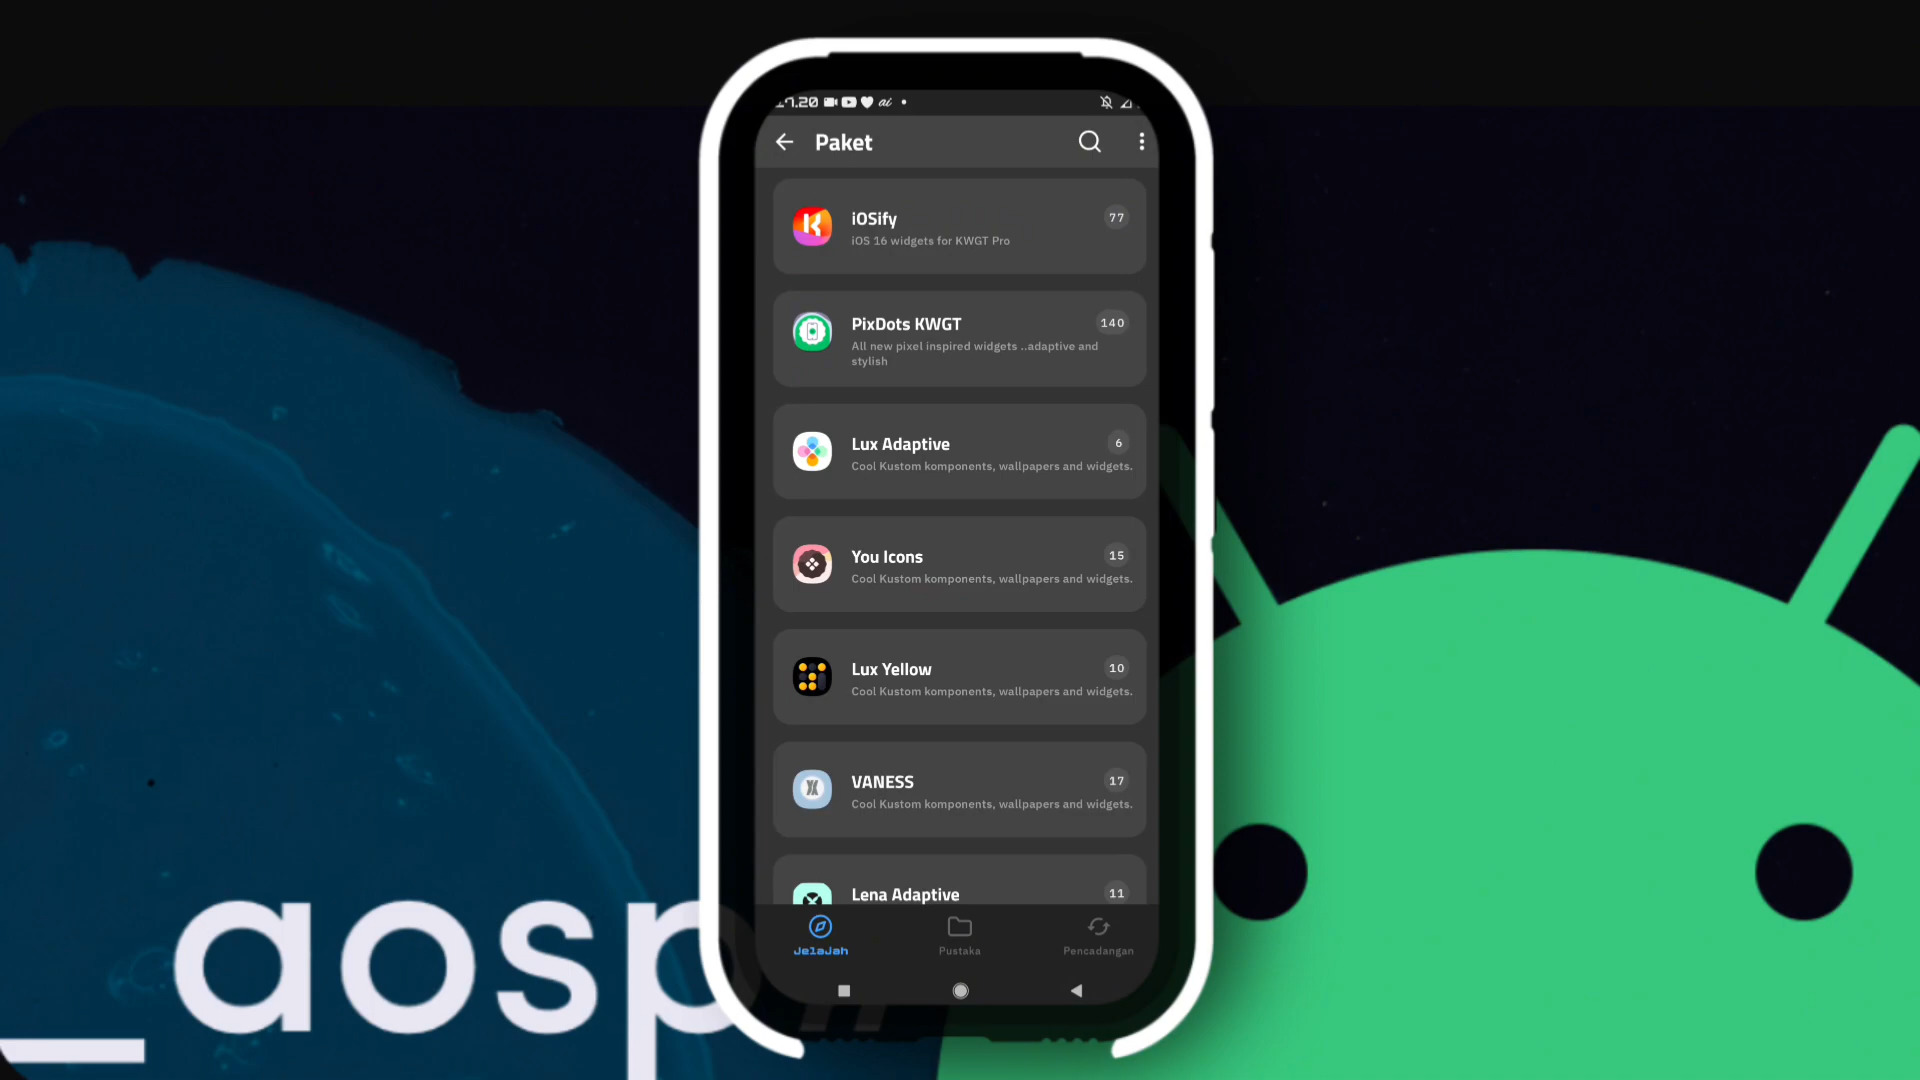 17.20
Paket
iOSify
77
iOS 16 widgets for KWGT Pro
PixDots KWGT
140
All new pixel inspired widgets ..adaptive and
stylish
Lux Adaptive
6
Cool Kustom komponents, wallpapers and widgets.
You Icons
15
Cool Kustom komponents, wallpapers and widgets.
Lux Yellow
10
Cool Kustom komponents, wallpapers and widgets.
VANESS
17
Cool Kustom komponents, wallpapers and widgets.
Lena Adaptive
11
Jelajah
Pustaka
Pencadangan
_aosp